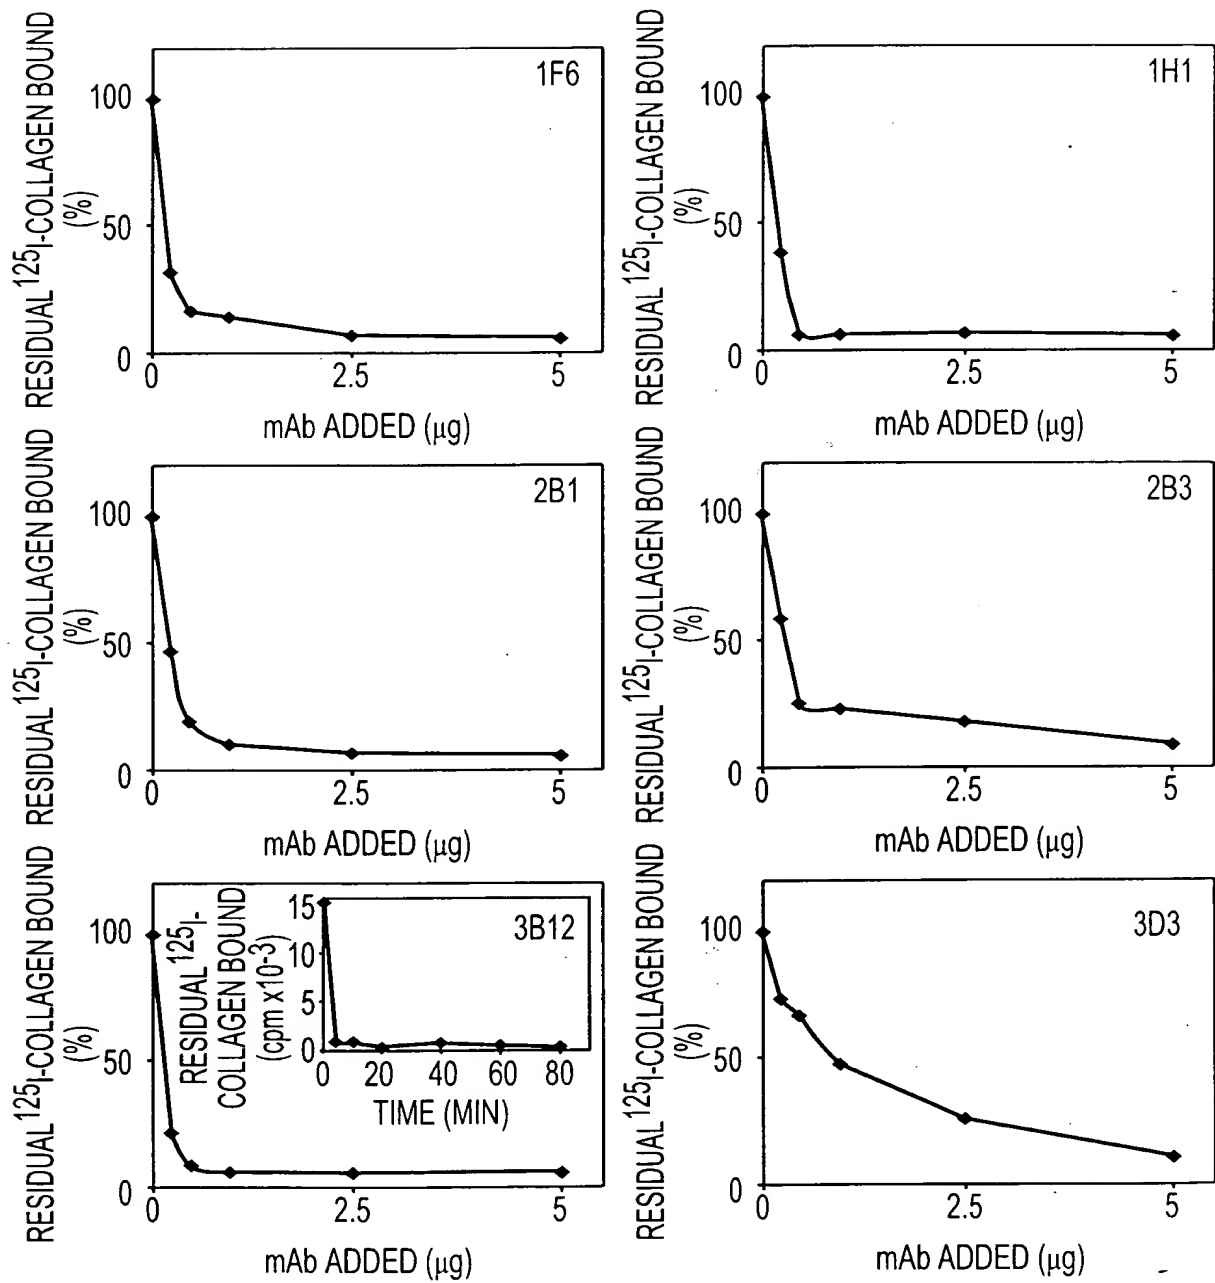 RESIDUAL 125I-COLLAGEN BOUND
(%)
100
50
0
1F6
0 2.5 5
mAb ADDED (µg)
RESIDUAL 125I-COLLAGEN BOUND
(%)
100
50
0
1H1
0 2.5 5
mAb ADDED (µg)
RESIDUAL 125I-COLLAGEN BOUND
(%)
100
50
0
2B1
0 2.5 5
mAb ADDED (µg)
RESIDUAL 125I-COLLAGEN BOUND
(%)
100
50
0
2B3
0 2.5 5
mAb ADDED (µg)
RESIDUAL 125I-COLLAGEN BOUND
(%)
100
50
0
RESIDUAL 125I-
COLLAGEN BOUND
(cpm x10-3)
15
10
5
0
3B12
0 20 40 60 80
TIME (MIN)
0 2.5 5
mAb ADDED (µg)
RESIDUAL 125I-COLLAGEN BOUND
(%)
100
50
0
3D3
0 2.5 5
mAb ADDED (µg)